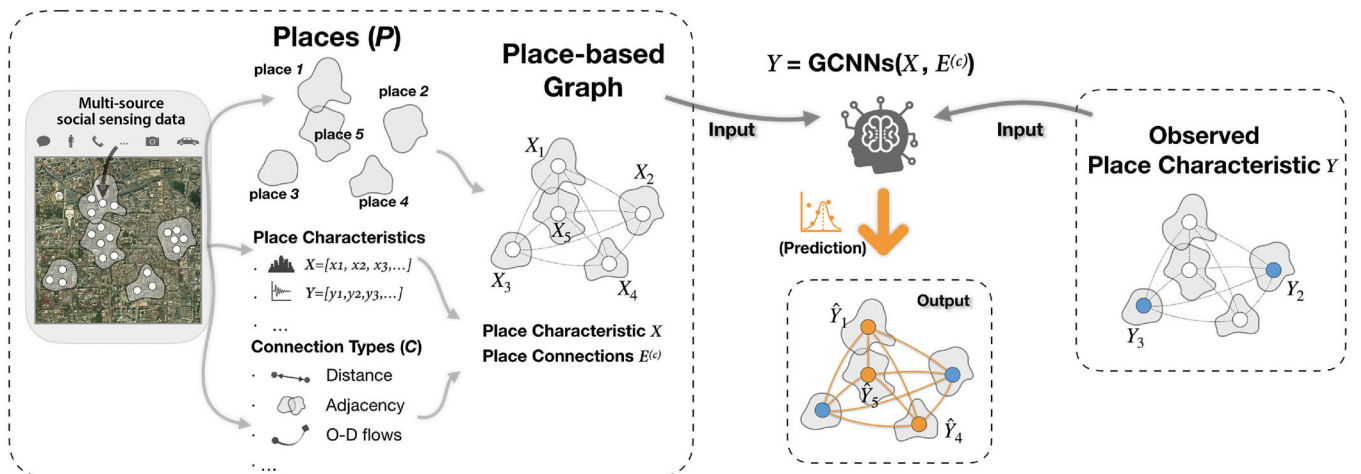 Multi-source
social sensing data
...
Places (P)
place 1
place 2
place 5
place 3
place 4
Place Characteristics
· X=[x1, x2, x3,...]
· Y=[y1,y2,y3,...]
· ...
Connection Types (C)
· Distance
· Adjacency
· O-D flows
· ...
Place-based
Graph
X1
X2
X5
X3
X4
Place Characteristic X
Place Connections E(c)
Input
Y = GCNNs(X, E(c))
Input
(Prediction)
Output
Ŷ1
Ŷ5
Ŷ4
Observed
Place Characteristic Y
Y2
Y3